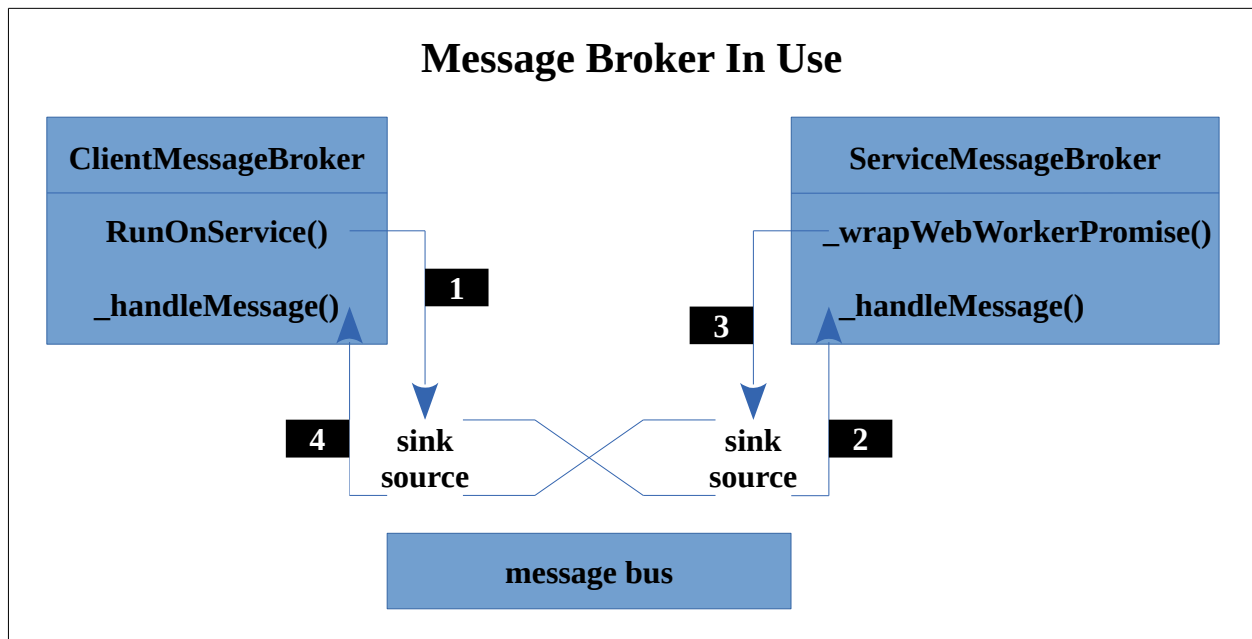 Message Broker In Use
ClientMessageBroker
RunOnService()
_handleMessage()
ServiceMessageBroker
_wrapWebWorkerPromise()
_handleMessage()
1
3
4
2
sink
source
sink
source
message bus